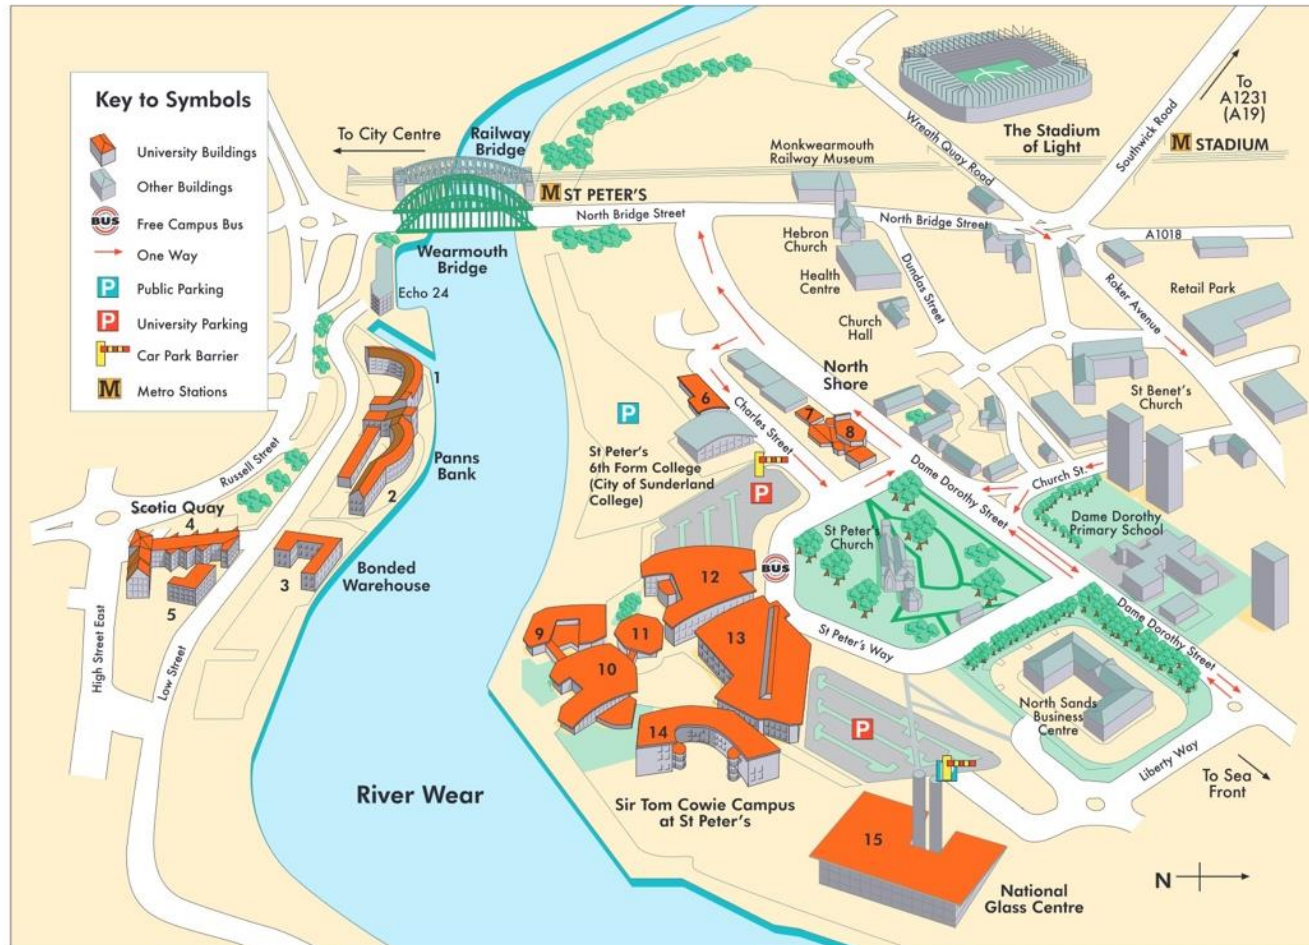 Key to Symbols
University Buildings
Other Buildings
BUS
Free Campus Bus
One Way
P
Public Parking
P
University Parking
Car Park Barrier
M
Metro Stations
To City Centre
Railway
Bridge
M ST PETER'S
North Bridge Street
Wearmouth
Bridge
Echo 24
Monkwearmouth
Railway Museum
Wreath Quay Road
The Stadium
of Light
Southwick Road
To
A1231
(A19)
M STADIUM
Hebron
Church
Health
Centre
Church
Hall
Dundas Street
North Bridge Street
A1018
Roker Avenue
Retail Park
St Benet's
Church
1
2
Panns
Bank
Russell Street
Scotia Quay
4
5
3
Bonded
Warehouse
High Street East
Low Street
River Wear
P
St Peter's
6th Form College
(City of Sunderland
College)
6
Charles Street
North
Shore
7
8
P
Dame Dorothy Street
Church St.
Dame Dorothy
Primary School
St Peter's
Church
BUS
St Peter's Way
Dame Dorothy Street
9
10
11
12
13
14
P
Sir Tom Cowie Campus
at St Peter's
North Sands
Business
Centre
Liberty Way
To Sea
Front
15
National
Glass Centre
N